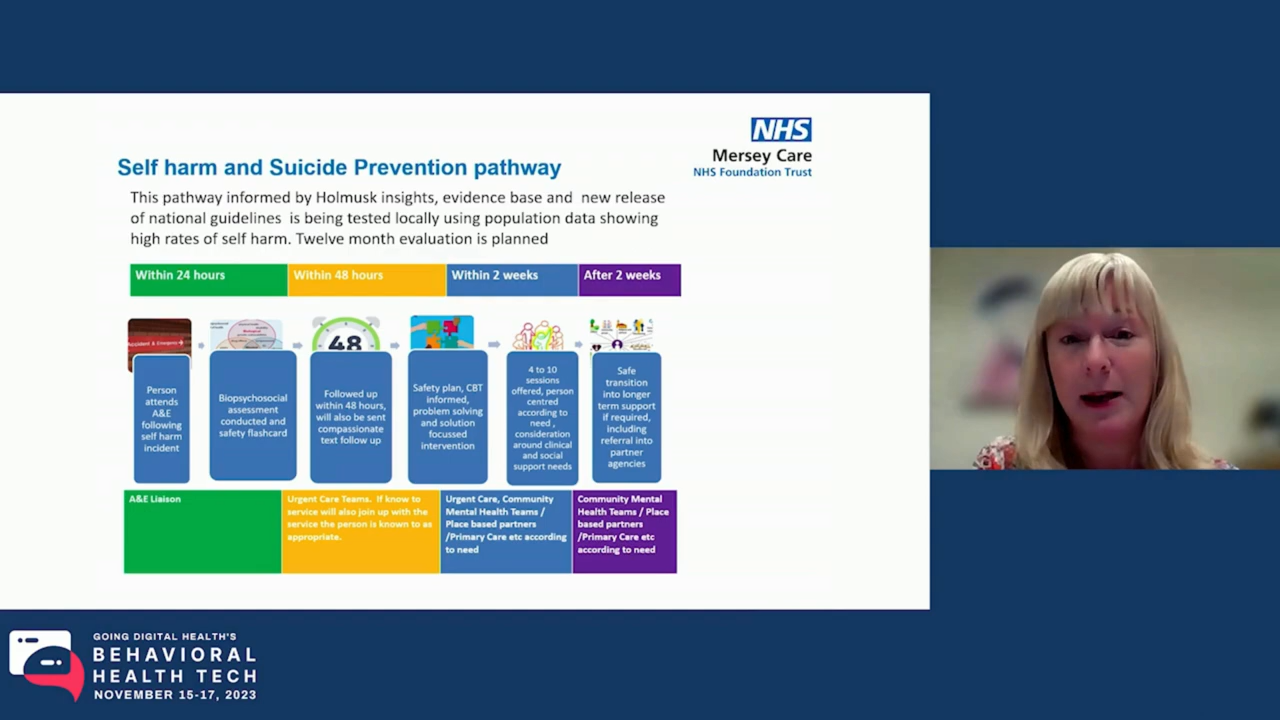 NHS
Mersey Care
NHS Foundation Trust
Self harm and Suicide Prevention pathway
This pathway informed by Holmusk insights, evidence base and new release
of national guidelines is being tested locally using population data showing
high rates of self harm. Twelve month evaluation is planned
Within 24 hours
Within 48 hours
Within 2 weeks
After 2 weeks
Accident & Emergency
48
Person
attends
A&E
following
self harm
incident
Biopsychosocial
assessment
conducted and
safety flashcard
Followed up
within 48 hours,
will also be sent
compassionate
text follow up
Safety plan, CBT
informed,
problem solving
and solution
focussed
intervention
4 to 10
sessions
offered, person
centred
according to
need ,
consideration
around clinical
and social
support needs
Safe
transition
into longer
term support
if required,
including
referral into
partner
agencies
A&E Liaison
Urgent Care Teams. If know to
service will also join up with the
service the person is known to as
appropriate.
Urgent Care, Community
Mental Health Teams /
Place based partners
/Primary Care etc according
to need
Community Mental
Health Teams / Place
based partners
/Primary Care etc
according to need
GOING DIGITAL HEALTH'S
BEHAVIORAL
HEALTH TECH
NOVEMBER 15-17, 2023